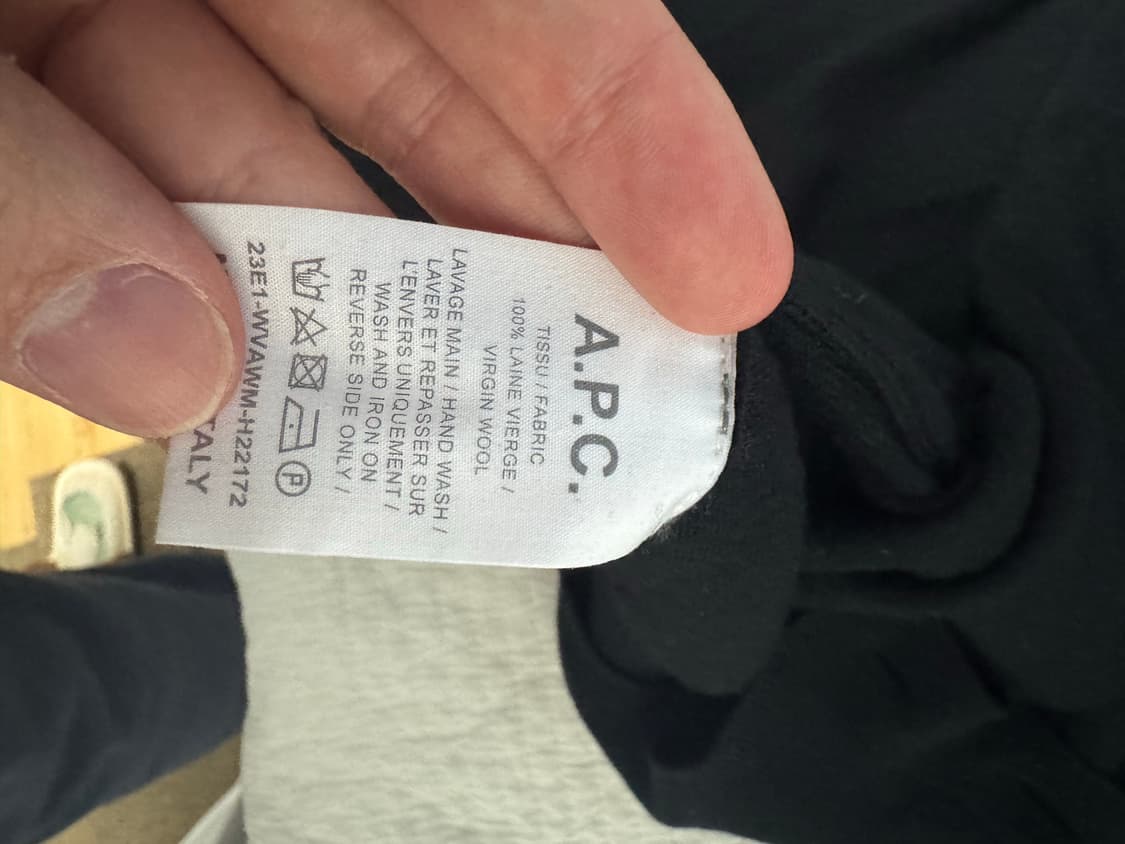 A.P.C.
TISSU / FABRIC
100% LAINE VIERGE /
VIRGIN WOOL
LAVAGE MAIN / HAND WASH /
LAVER ET REPASSER SUR
L'ENVERS UNIQUEMENT /
WASH AND IRON ON
REVERSE SIDE ONLY /
P
23E1-WVAWM-H22172